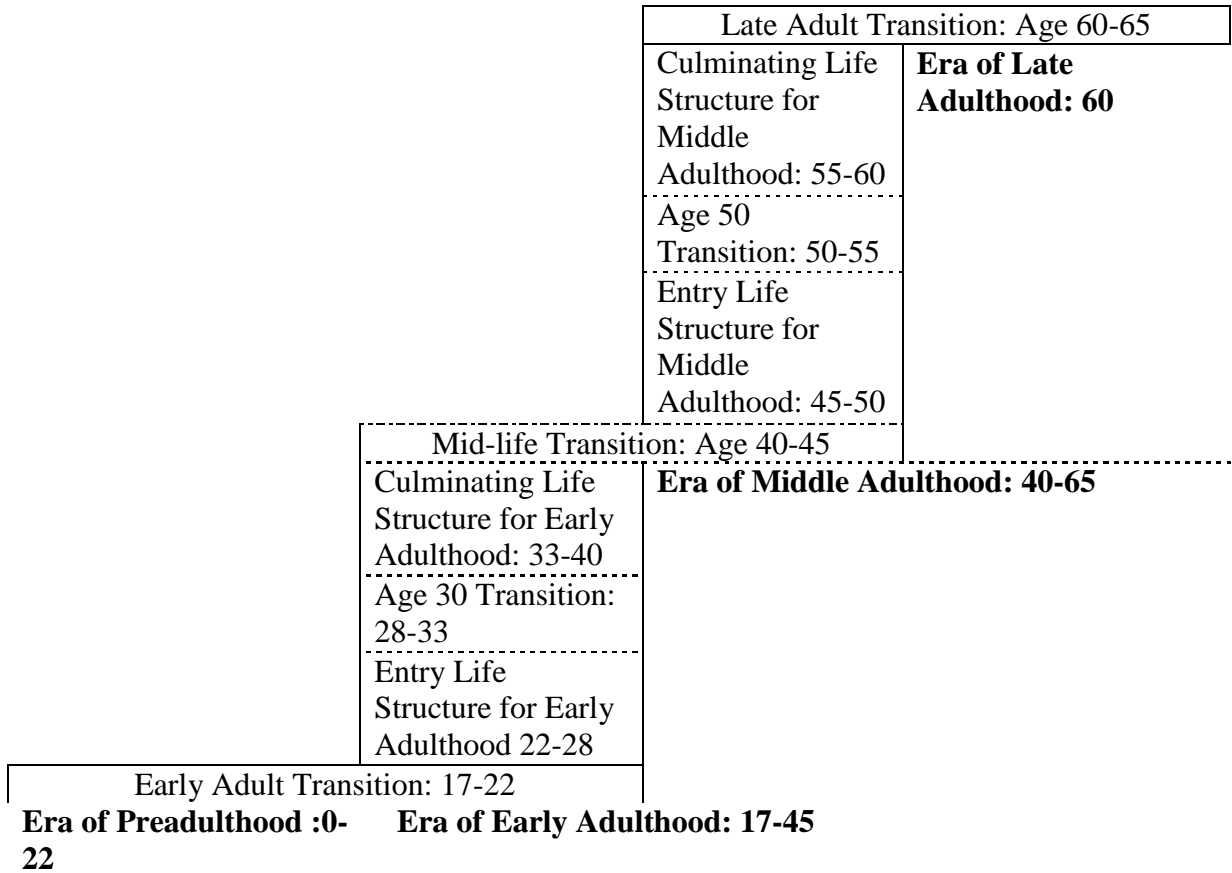 Late Adult Transition: Age 60-65
Culminating Life
Structure for
Middle
Adulthood: 55-60
Era of Late
Adulthood: 60
Age 50
Transition: 50-55
Entry Life
Structure for
Middle
Adulthood: 45-50
Mid-life Transition: Age 40-45
Culminating Life
Structure for Early
Adulthood: 33-40
Era of Middle Adulthood: 40-65
Age 30 Transition:
28-33
Entry Life
Structure for Early
Adulthood 22-28
Early Adult Transition: 17-22
Era of Preadulthood :0-
22
Era of Early Adulthood: 17-45